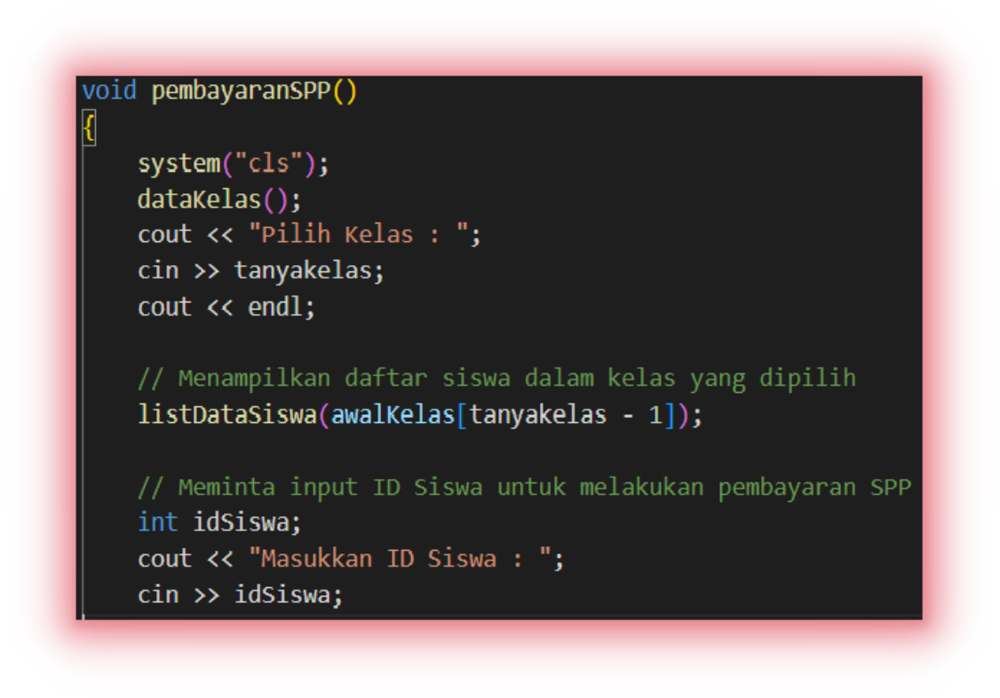 void pembayaranSPP()
{
system("cls");
dataKelas();
cout << "Pilih Kelas : ";
cin >> tanyakelas;
cout << endl;
// Menampilkan daftar siswa dalam kelas yang dipilih
listDataSiswa(awalKelas[tanyakelas - 1]);
// Meminta input ID Siswa untuk melakukan pembayaran SPP
int idSiswa;
cout << "Masukkan ID Siswa : ";
cin >> idSiswa;